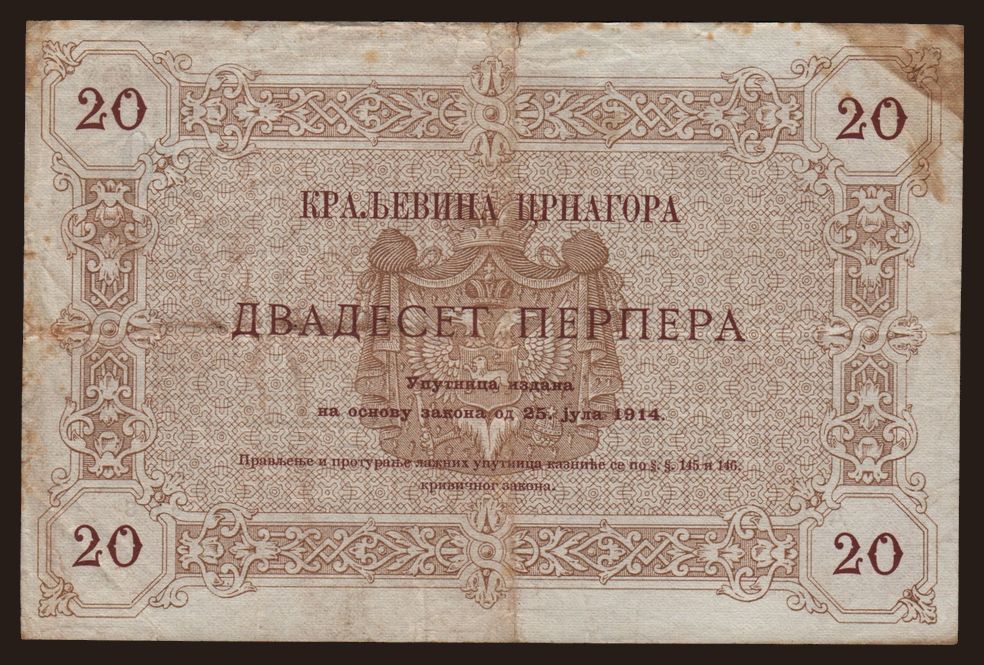 20 20
КРАЉЕВИНА ЦРНАГОРА
ДВАДЕСЕТ ПЕРПЕРА
Упутница издана
на основу закона од 25. јула 1914.
Прављење и протурање лажних упутница казниће се по §. §. 145 и 146.
кривичног закона.
20 20